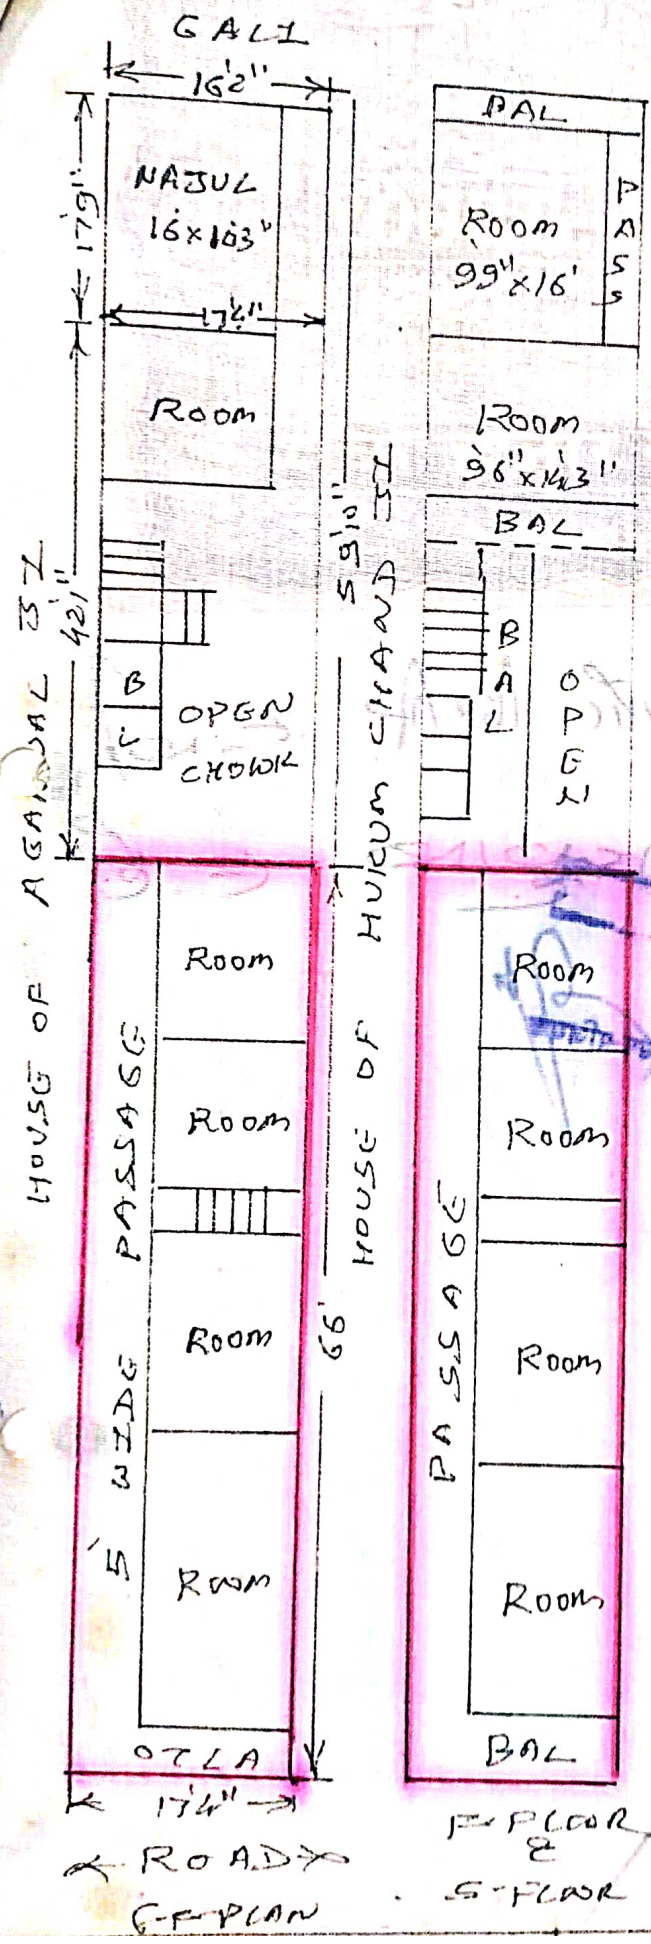 GALI
16'2"
BAL
NAJUL
16'×10'3"
17'9"
Room
9'9"×16'
PASS
17'4"
Room
Room
9'6"×14'3"
BAL
42'1"
59'10"
B
C
OPEN
CHOWK
BAL
OPEN
HOUSE OF AGARWAL JI
HOUSE OF HUKUM CHAND JI
Room
Room
Room
Room
5' WIDE PASSAGE
66'
Room
Room
Room
Room
PASSAGE
OTLA
BAL
17'4"
ROAD
G-F-PLAN
F-FLOOR
&
S-FLOOR